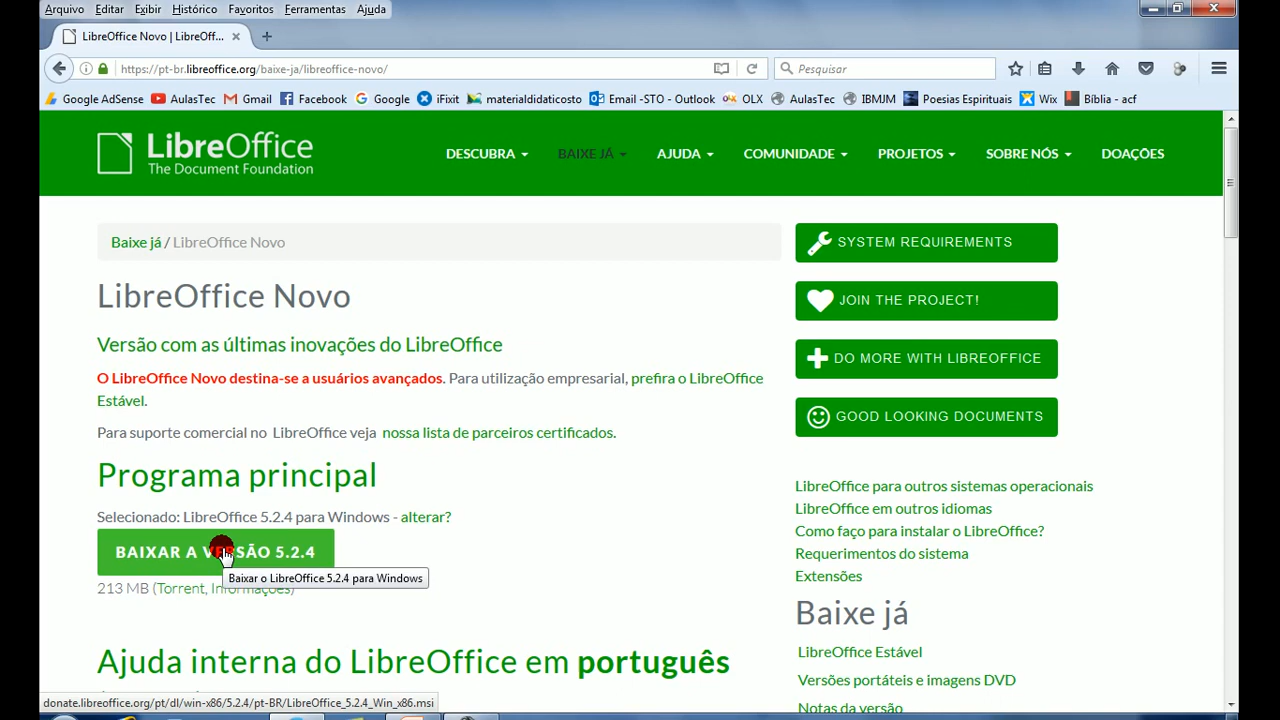 Arquivo Editar Exibir Histórico Favoritos Ferramentas Ajuda
LibreOffice Novo | LibreOff...
https://pt-br.libreoffice.org/baixe-ja/libreoffice-novo/
Pesquisar
Google AdSense AulasTec Gmail Facebook Google iFixit materialdidaticosto Email -STO - Outlook OLX AulasTec IBMJM Poesias Espirituais Wix Bíblia - acf
LibreOffice
The Document Foundation
DESCUBRA BAIXE JÁ AJUDA COMUNIDADE PROJETOS SOBRE NÓS DOAÇÕES
Baixe já / LibreOffice Novo
LibreOffice Novo
Versão com as últimas inovações do LibreOffice
O LibreOffice Novo destina-se a usuários avançados. Para utilização empresarial, prefira o LibreOffice
Estável.
Para suporte comercial no LibreOffice veja nossa lista de parceiros certificados.
Programa principal
Selecionado: LibreOffice 5.2.4 para Windows - alterar?
BAIXAR A VERSÃO 5.2.4
Baixar o LibreOffice 5.2.4 para Windows
213 MB (Torrent, Informações)
Ajuda interna do LibreOffice em português
SYSTEM REQUIREMENTS
JOIN THE PROJECT!
DO MORE WITH LIBREOFFICE
GOOD LOOKING DOCUMENTS
LibreOffice para outros sistemas operacionais
LibreOffice em outros idiomas
Como faço para instalar o LibreOffice?
Requerimentos do sistema
Extensões
Baixe já
LibreOffice Estável
Versões portáteis e imagens DVD
Notas da versão
donate.libreoffice.org/pt/dl/win-x86/5.2.4/pt-BR/LibreOffice_5.2.4_Win_x86.msi